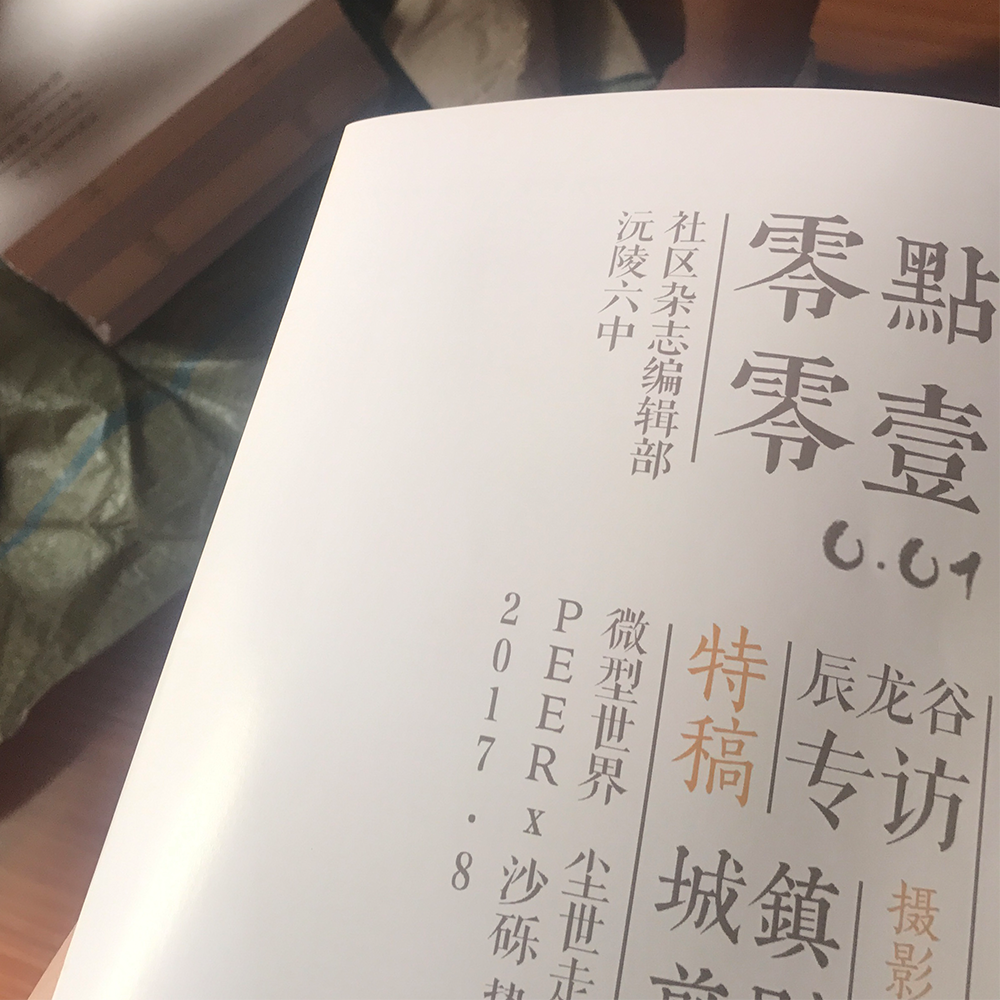 零點
零壹
社区杂志编辑部
沅陵六中
0.01
辰龙谷
专访
特稿
城鎮
摄影
微型世界 尘世走
PEER x 沙砾
2017.8